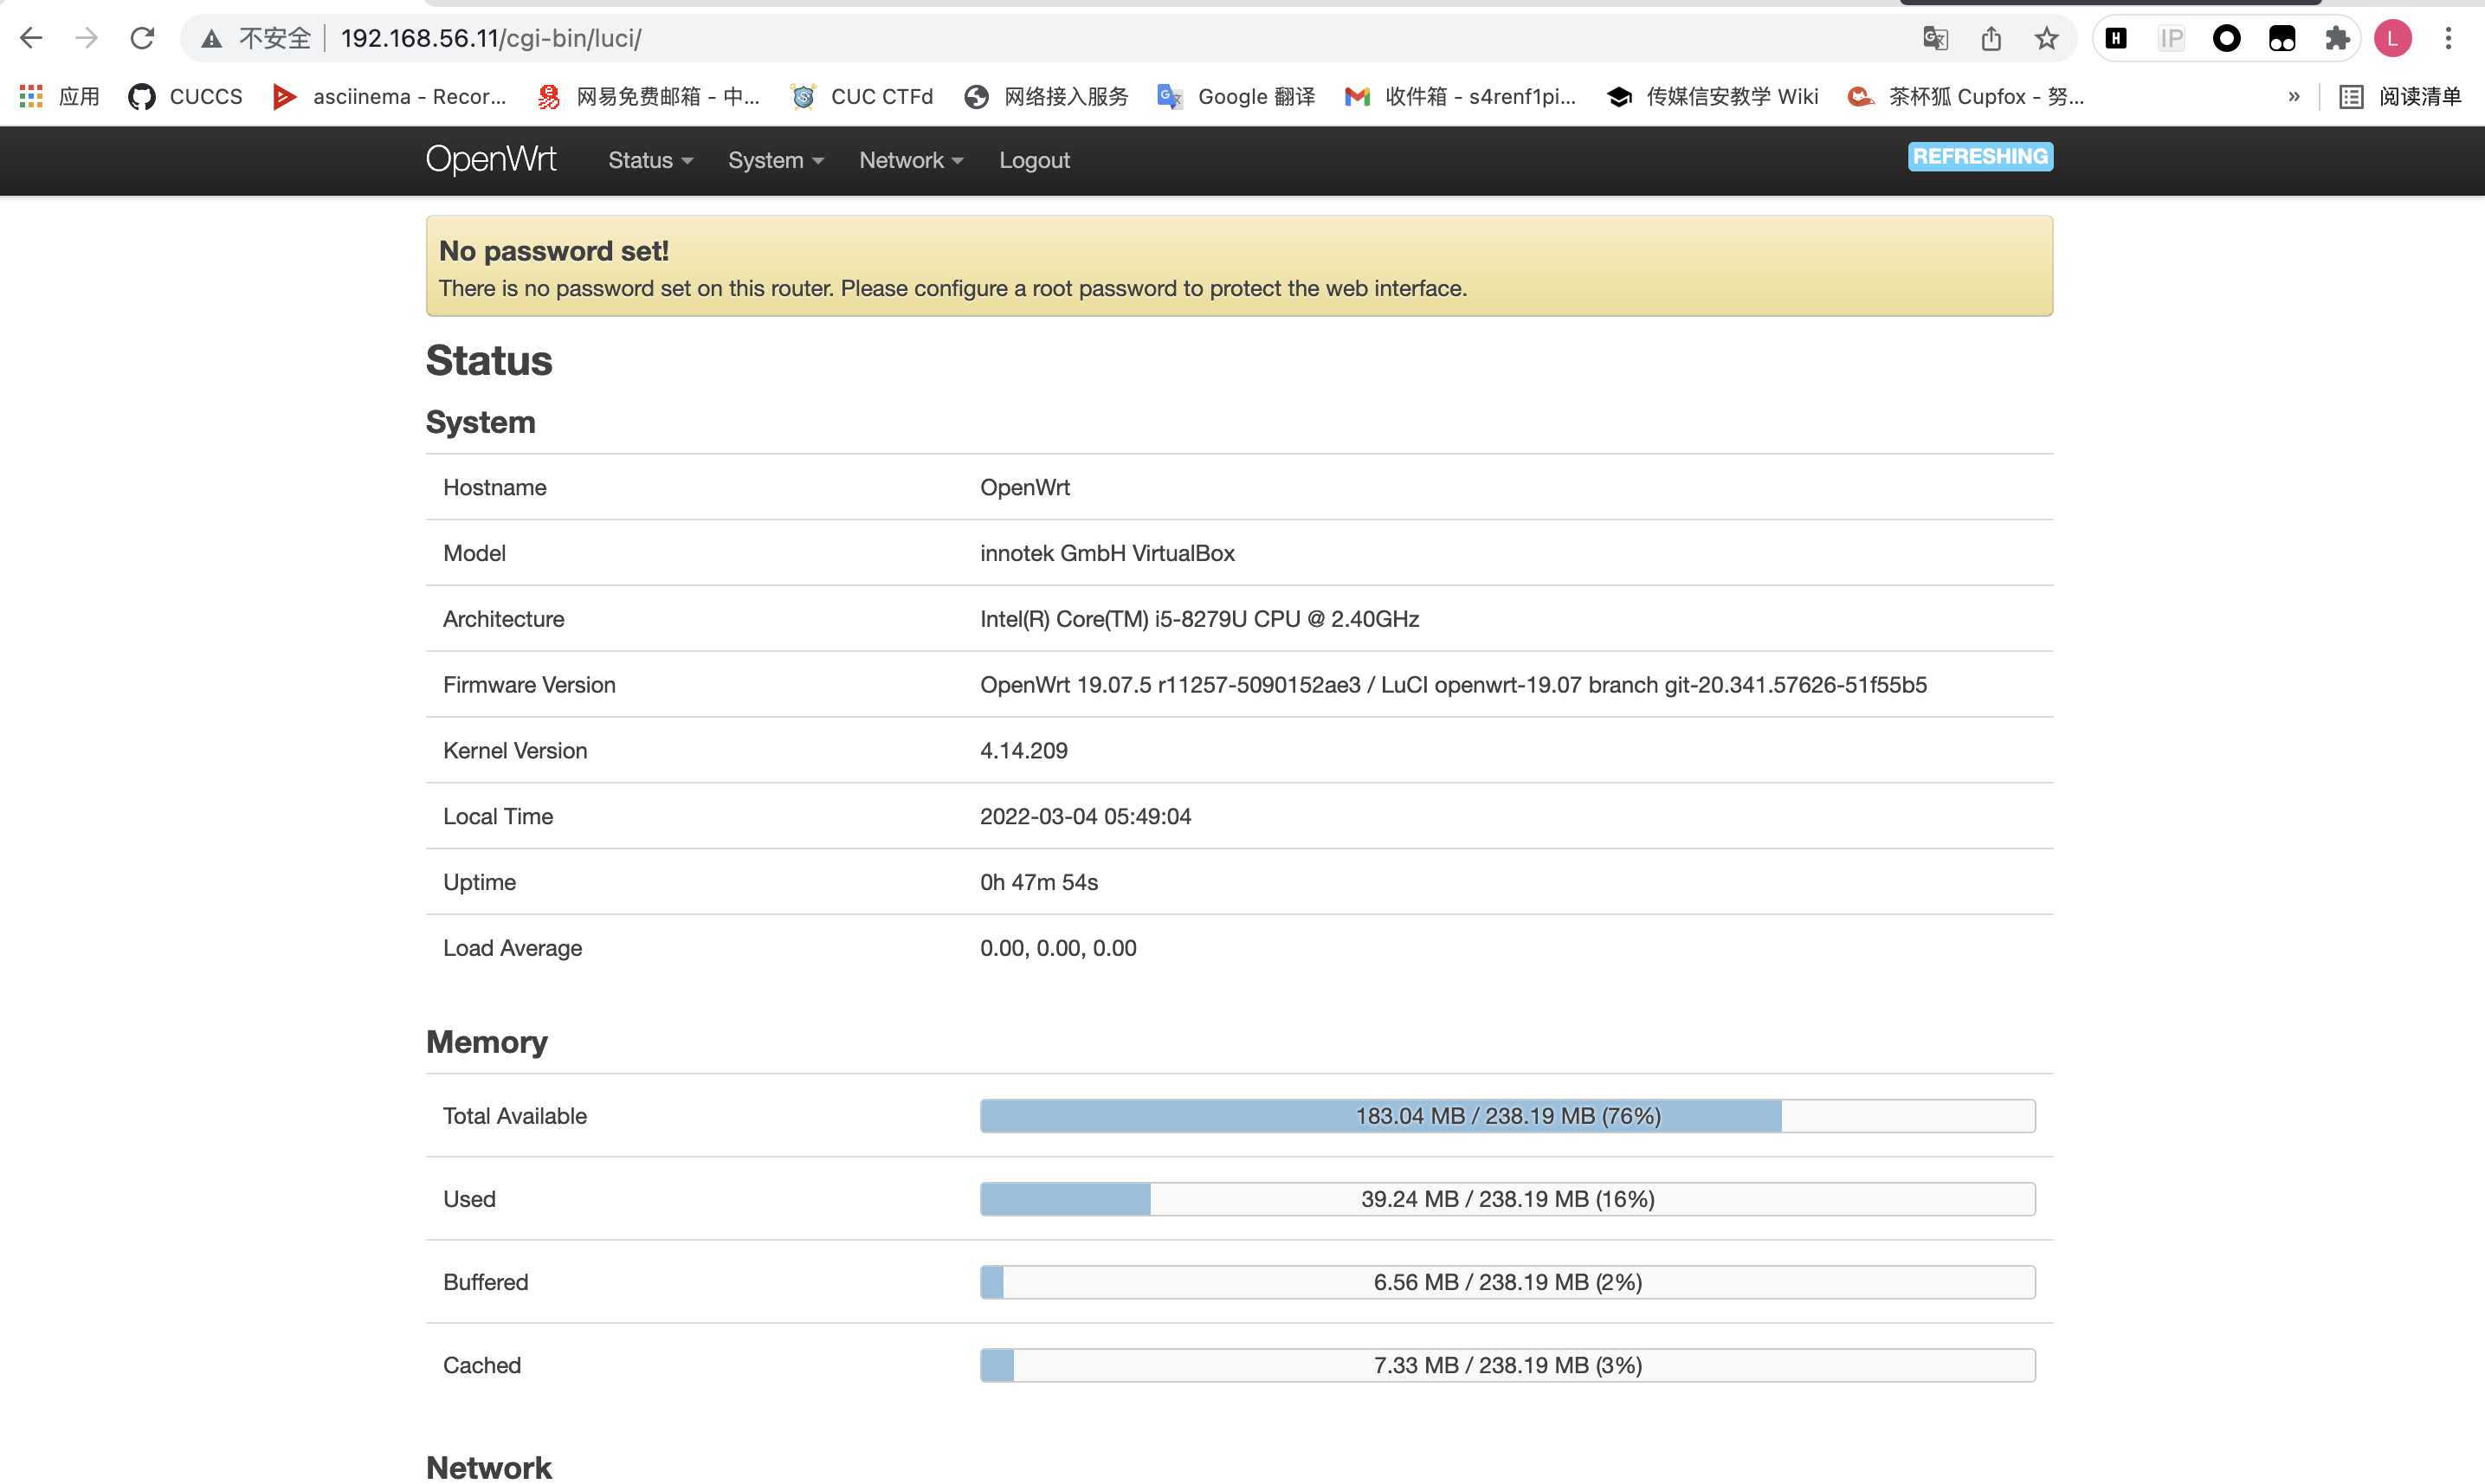 不安全 192.168.56.11/cgi-bin/luci/
IP
L
应用 CUCCS asciinema - Recor... 网易免费邮箱 - 中... CUC CTFd 网络接入服务 Google 翻译 收件箱 - s4renf1pi... 传媒信安教学 Wiki 茶杯狐 Cupfox - 努... » 阅读清单
OpenWrt Status System Network Logout REFRESHING
No password set!
There is no password set on this router. Please configure a root password to protect the web interface.
Status
System
Hostname OpenWrt
Model innotek GmbH VirtualBox
Architecture Intel(R) Core(TM) i5-8279U CPU @ 2.40GHz
Firmware Version OpenWrt 19.07.5 r11257-5090152ae3 / LuCI openwrt-19.07 branch git-20.341.57626-51f55b5
Kernel Version 4.14.209
Local Time 2022-03-04 05:49:04
Uptime 0h 47m 54s
Load Average 0.00, 0.00, 0.00
Memory
Total Available 183.04 MB / 238.19 MB (76%)
Used 39.24 MB / 238.19 MB (16%)
Buffered 6.56 MB / 238.19 MB (2%)
Cached 7.33 MB / 238.19 MB (3%)
Network